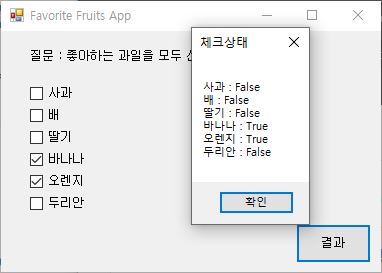 Favorite Fruits App
질문 : 좋아하는 과일을 모두
사과
배
딸기
바나나
오렌지
두리안
결과
체크상태
사과 : False
배 : False
딸기 : False
바나나 : True
오렌지 : True
두리안 : False
확인